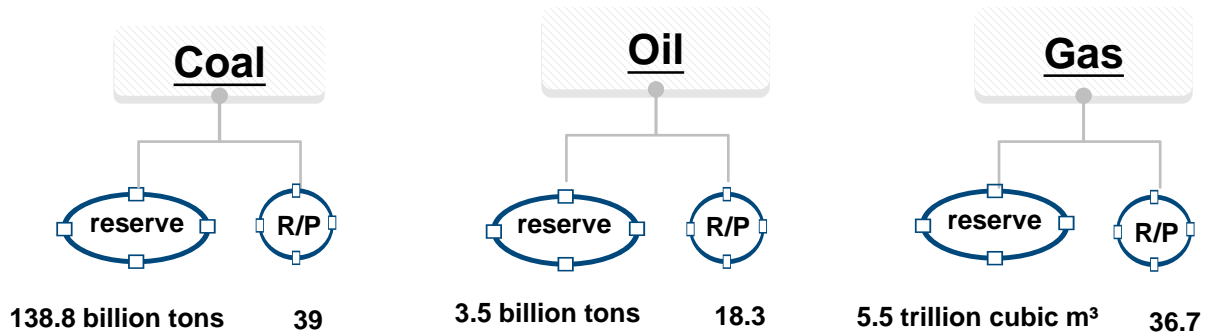 Coal
Oil
Gas
reserve
R/P
reserve
R/P
reserve
R/P
138.8 billion tons
39
3.5 billion tons
18.3
5.5 trillion cubic m³
36.7